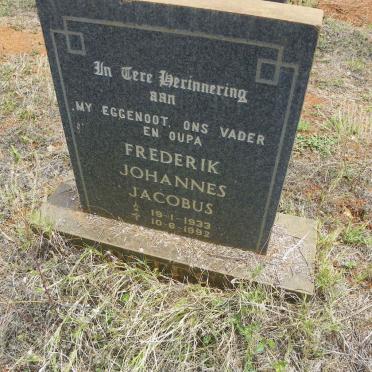 In Tere Herinnering
aan
MY EGGENOOT, ONS VADER
EN OUPA
FREDERIK
JOHANNES
JACOBUS
* 19-1-1933
† 10-6-1992